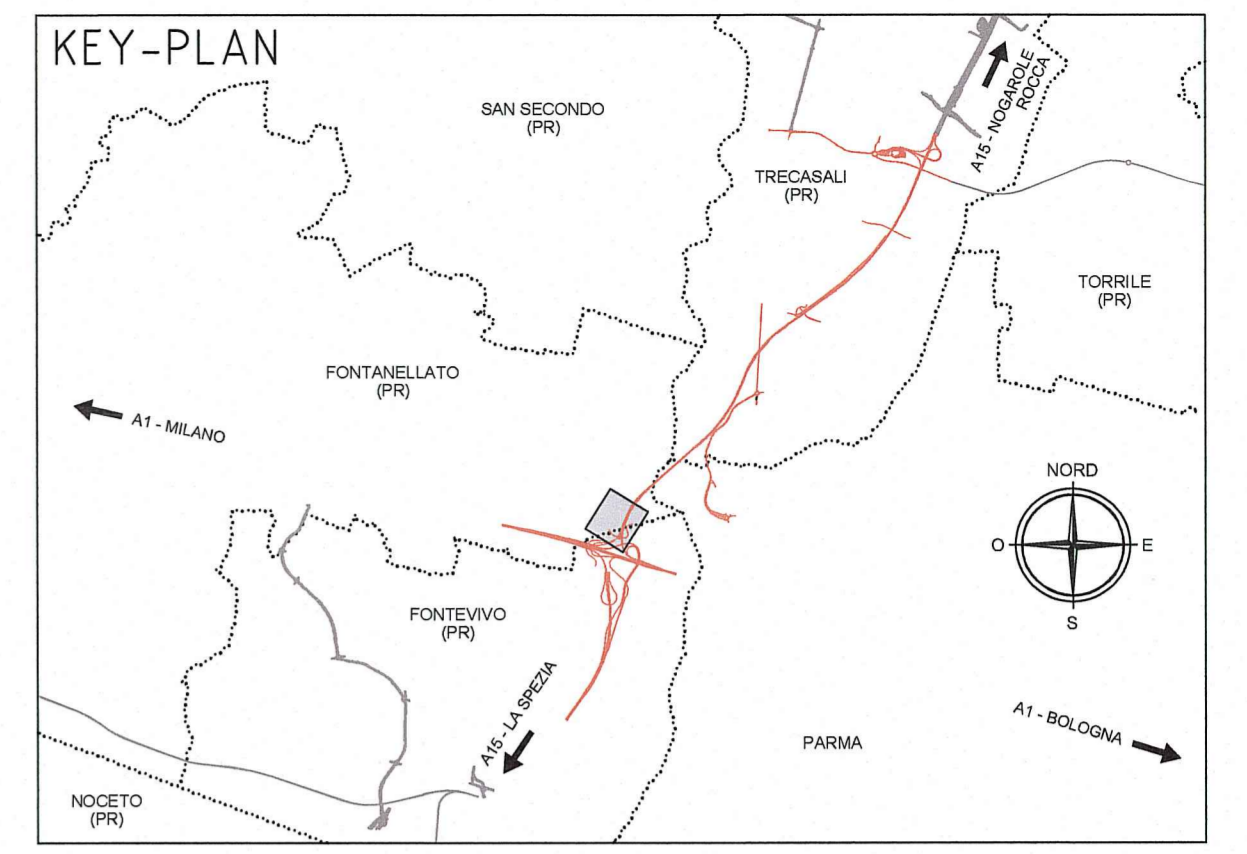 KEY-PLAN
SAN SECONDO
(PR)
A15 - NOGAROLE
ROCCA
TRECASALI
(PR)
TORRILE
(PR)
FONTANELLATO
(PR)
A1 - MILANO
NORD
O
E
S
FONTEVIVO
(PR)
A15 - LA SPEZIA
A1 - BOLOGNA
PARMA
NOCETO
(PR)